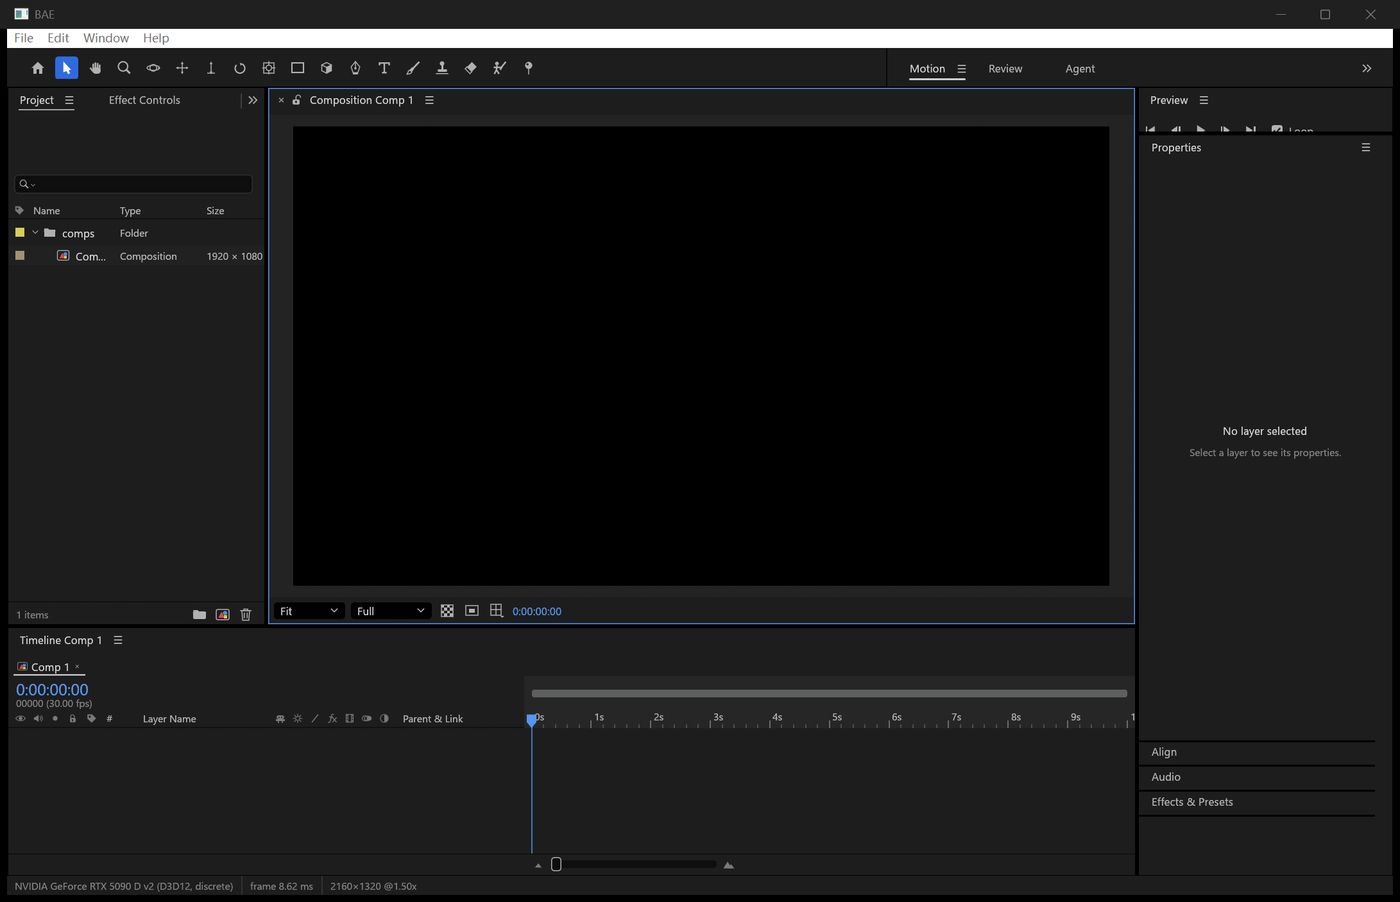 BAE
File Edit Window Help
Motion Review Agent
Project Effect Controls
Composition Comp 1
Preview
Loop
Properties
Name Type Size
comps Folder
Com... Composition 1920 × 1080
No layer selected
Select a layer to see its properties.
1 items
Fit Full 0:00:00:00
Timeline Comp 1
Comp 1 ×
0:00:00:00
00000 (30.00 fps)
# Layer Name fx Parent & Link
0s 1s 2s 3s 4s 5s 6s 7s 8s 9s 1
Align
Audio
Effects & Presets
NVIDIA GeForce RTX 5090 D v2 (D3D12, discrete) frame 8.62 ms 2160×1320 @1.50x